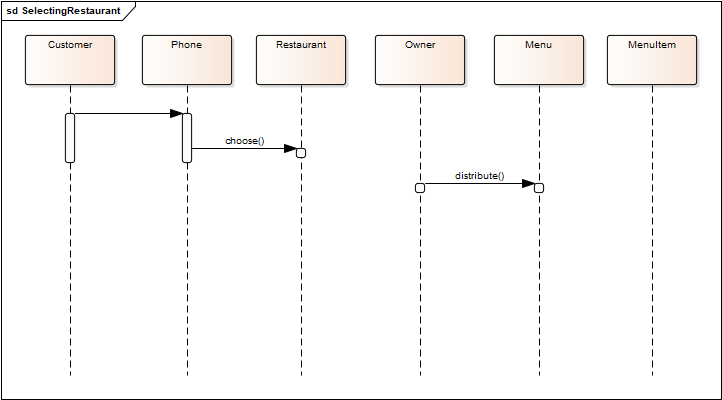 sd SelectingRestaurant
Customer
Phone
Restaurant
Owner
Menu
MenuItem
choose()
distribute()